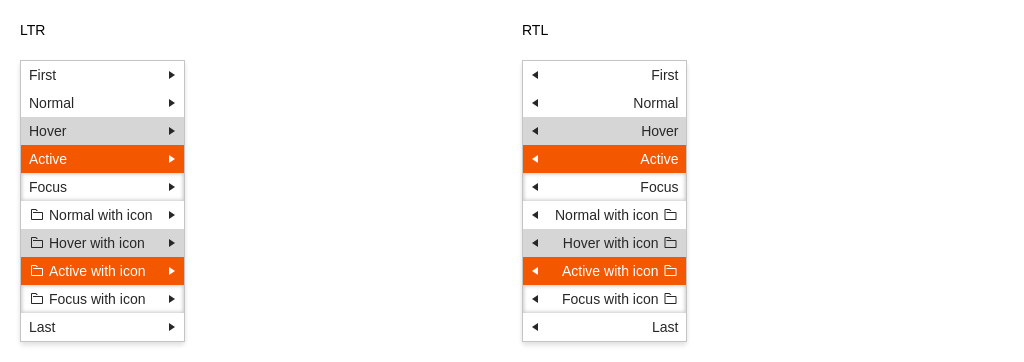 LTR
First
Normal
Hover
Active
Focus
Normal with icon
Hover with icon
Active with icon
Focus with icon
Last
RTL
First
Normal
Hover
Active
Focus
Normal with icon
Hover with icon
Active with icon
Focus with icon
Last